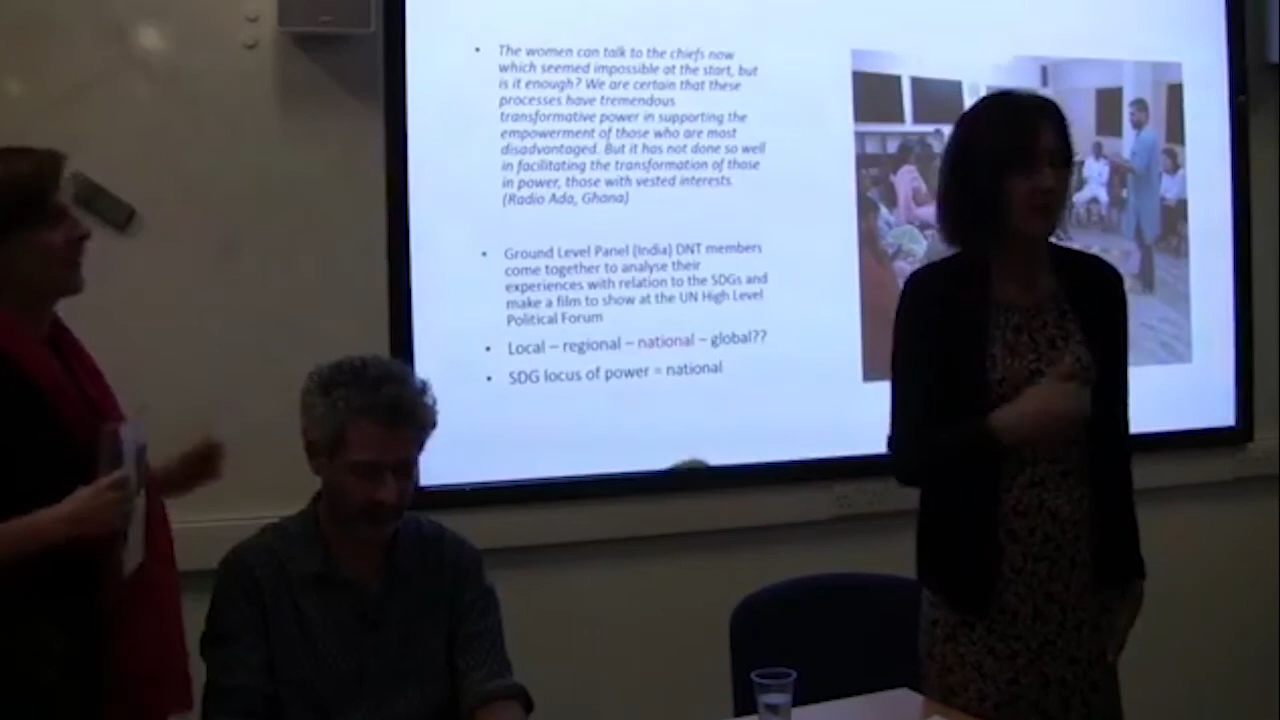 The women can talk to the chiefs now
which seemed impossible at the start, but
is it enough? We are certain that these
processes have tremendous
transformative power in supporting the
empowerment of those who are most
disadvantaged. But it has not done so well
in facilitating the transformation of those
in power, those with vested interests.
(Radio Ada, Ghana)
Ground Level Panel (India) DNT members
come together to analyse their
experiences with relation to the SDGs and
make a film to show at the UN High Level
Political Forum
Local – regional – national – global??
SDG locus of power = national